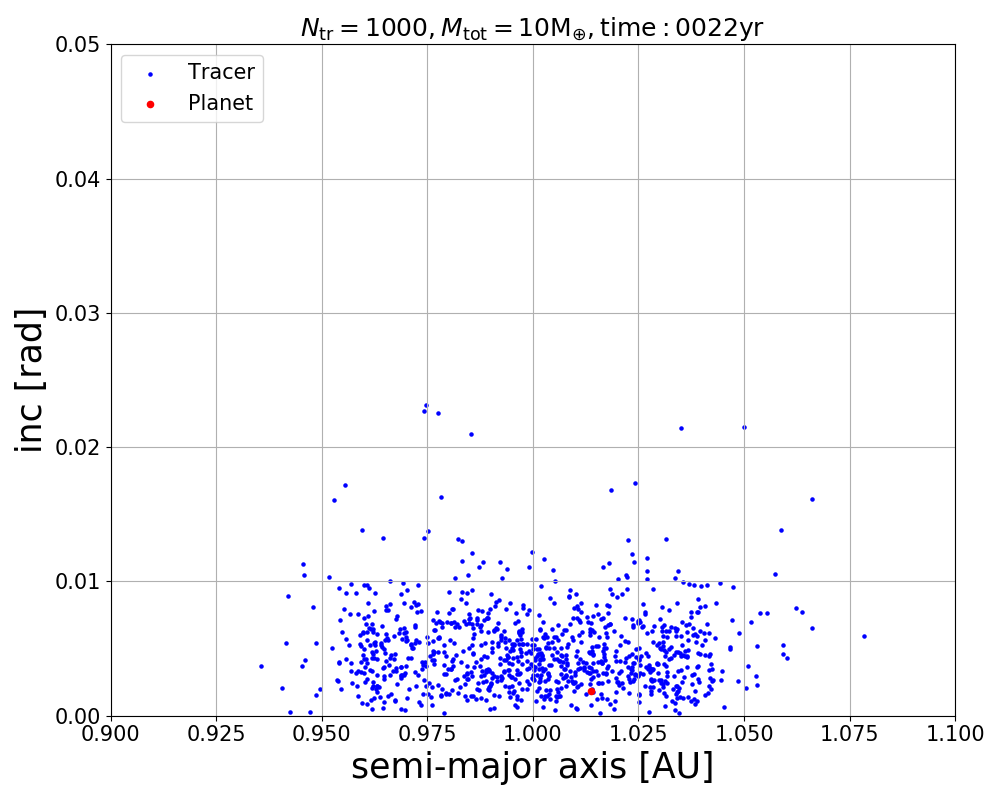 N_tr = 1000, M_tot = 10M_⊕, time : 0022yr
Tracer
Planet
0.05
0.04
0.03
0.02
0.01
0.00
inc [rad]
0.900 0.925 0.950 0.975 1.000 1.025 1.050 1.075 1.100
semi-major axis [AU]